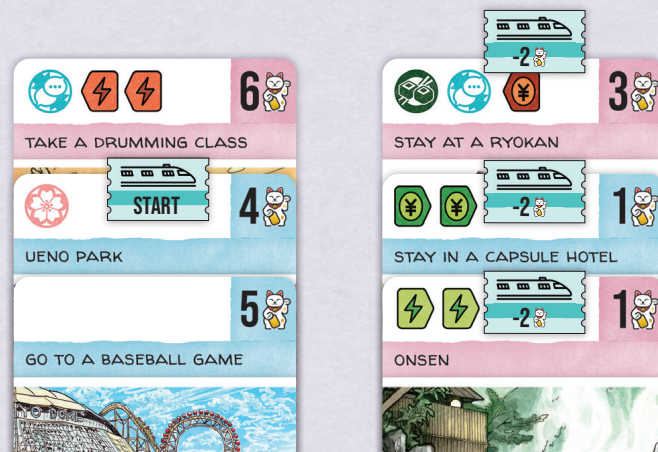 -2
6
3
TAKE A DRUMMING CLASS
STAY AT A RYOKAN
START
4
-2
1
UENO PARK
STAY IN A CAPSULE HOTEL
5
-2
1
GO TO A BASEBALL GAME
ONSEN
O DOME